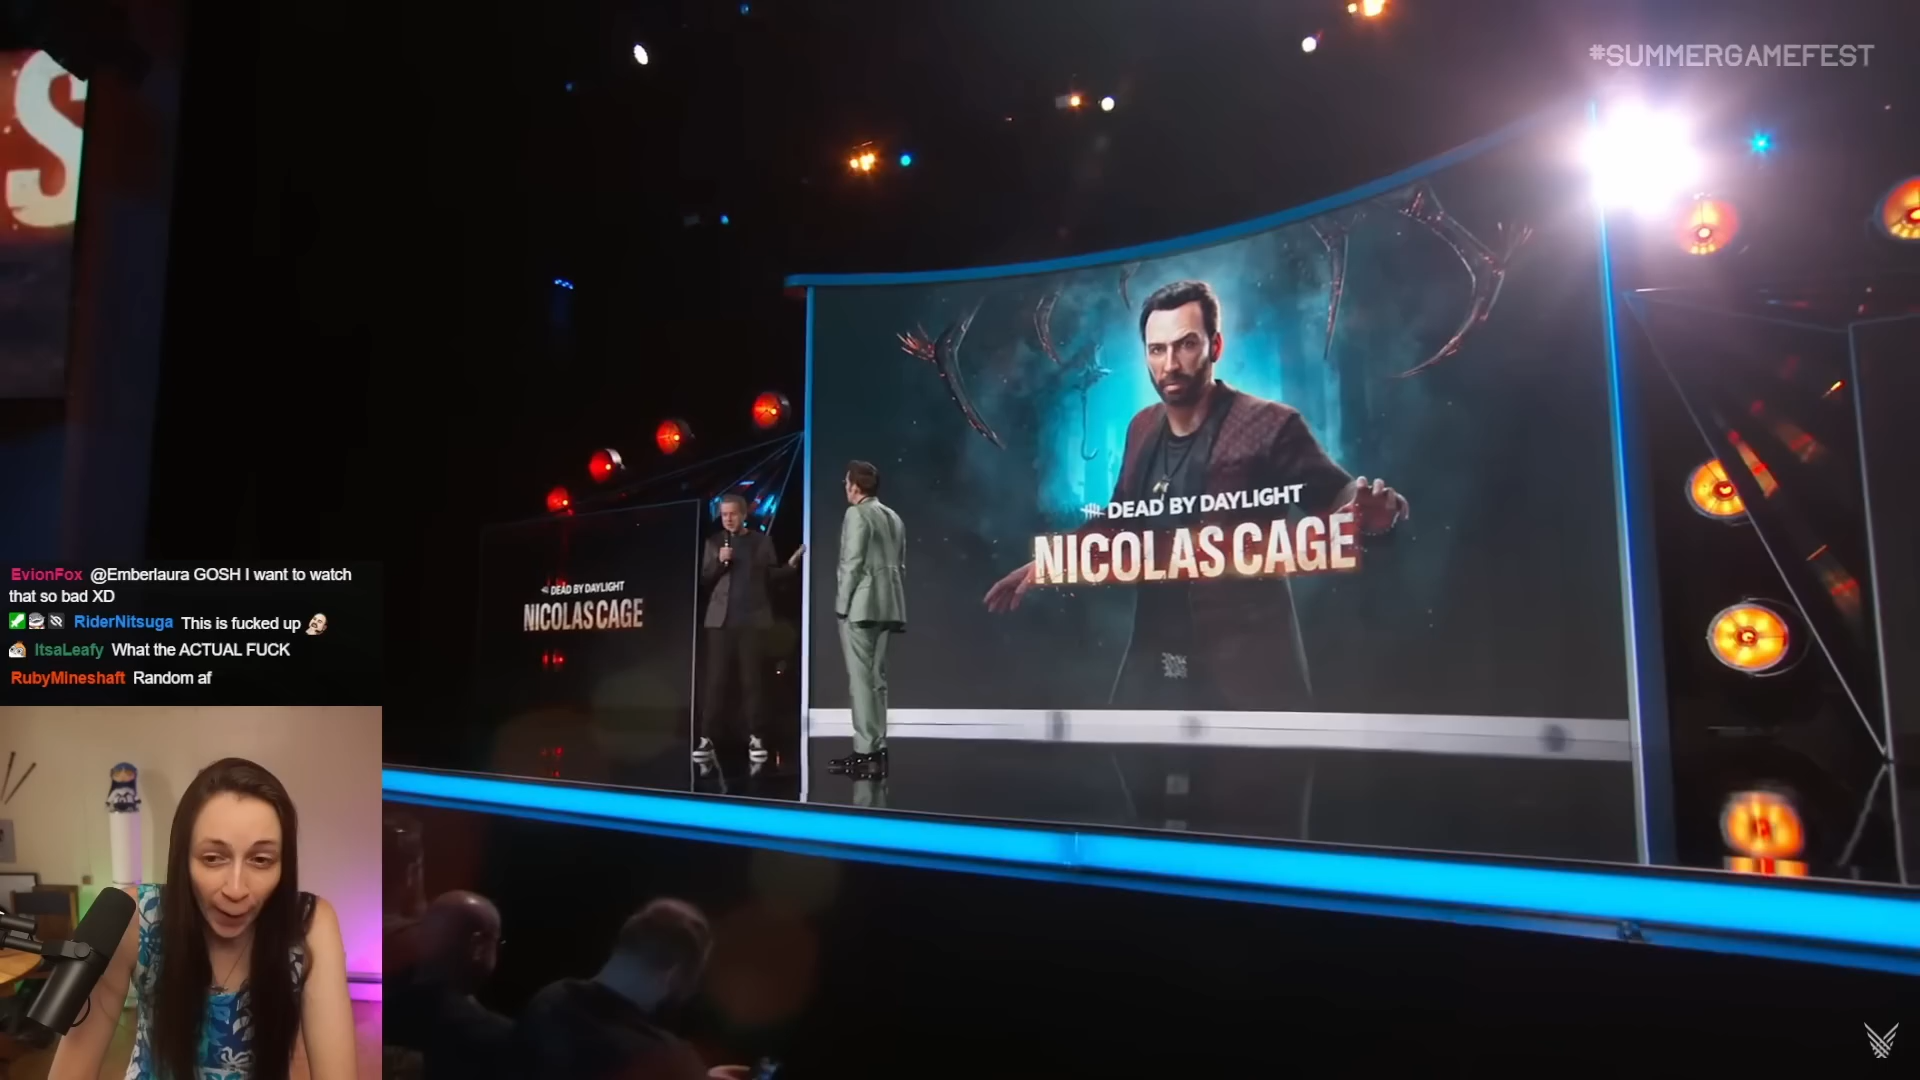 #SUMMERGAMEFEST
S
DEAD BY DAYLIGHT
NICOLAS CAGE
DEAD BY DAYLIGHT
NICOLAS CAGE
EvionFox @Emberlaura GOSH I want to watch
that so bad XD
RiderNitsuga This is fucked up
ItsaLeafy What the ACTUAL FUCK
RubyMineshaft Random af